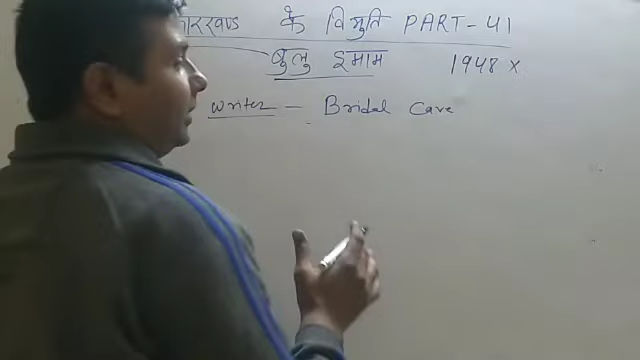 के विभुति PART-41
बुलु इमाम 1948 x
writer - Bridal Cave